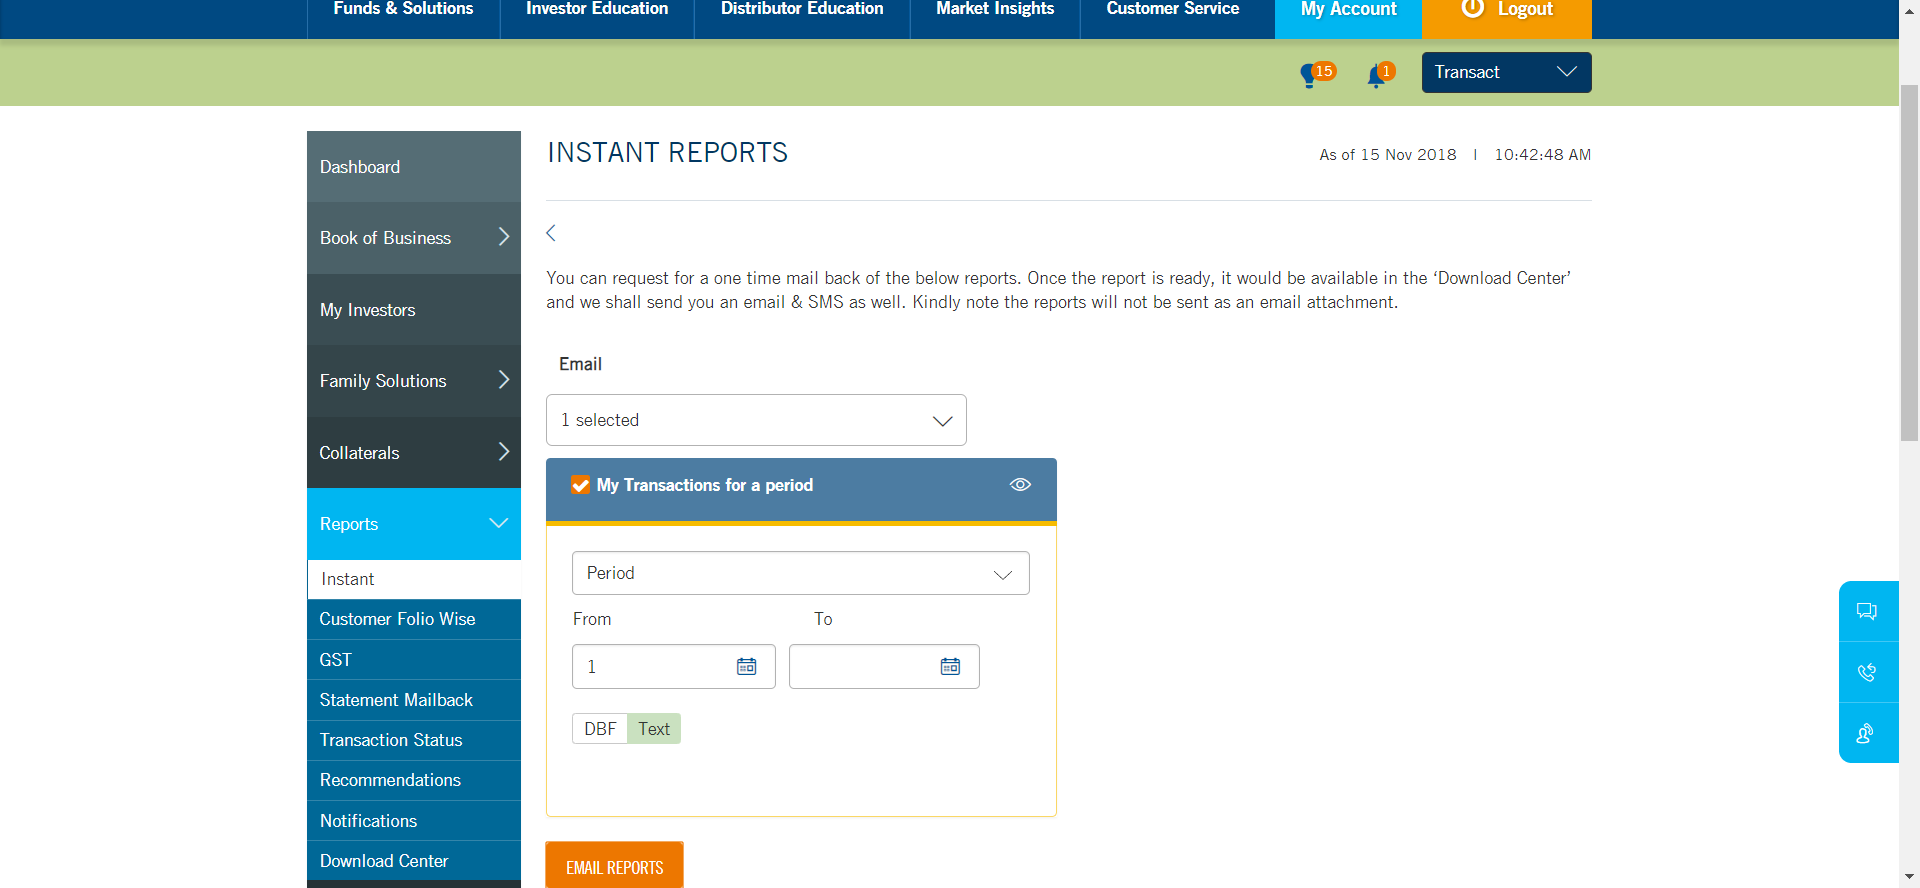 Funds & Solutions
Investor Education
Distributor Education
Market Insights
Customer Service
My Account
Logout
15
1
Transact
Dashboard
Book of Business
My Investors
Family Solutions
Collaterals
Reports
Instant
Customer Folio Wise
GST
Statement Mailback
Transaction Status
Recommendations
Notifications
Download Center
INSTANT REPORTS
As of 15 Nov 2018 | 10:42:48 AM
You can request for a one time mail back of the below reports. Once the report is ready, it would be available in the ‘Download Center’
and we shall send you an email & SMS as well. Kindly note the reports will not be sent as an email attachment.
Email
1 selected
My Transactions for a period
Period
From To
1
DBF Text
EMAIL REPORTS